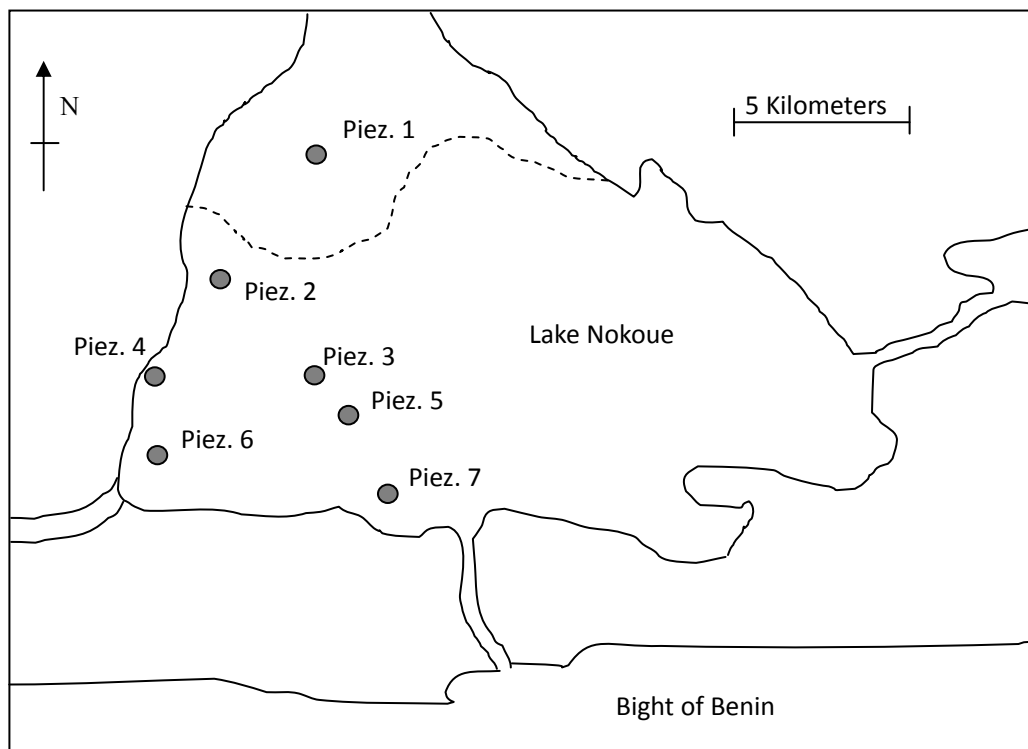 N
5 Kilometers
Piez. 1
Piez. 2
Lake Nokoue
Piez. 4
Piez. 3
Piez. 5
Piez. 6
Piez. 7
Bight of Benin